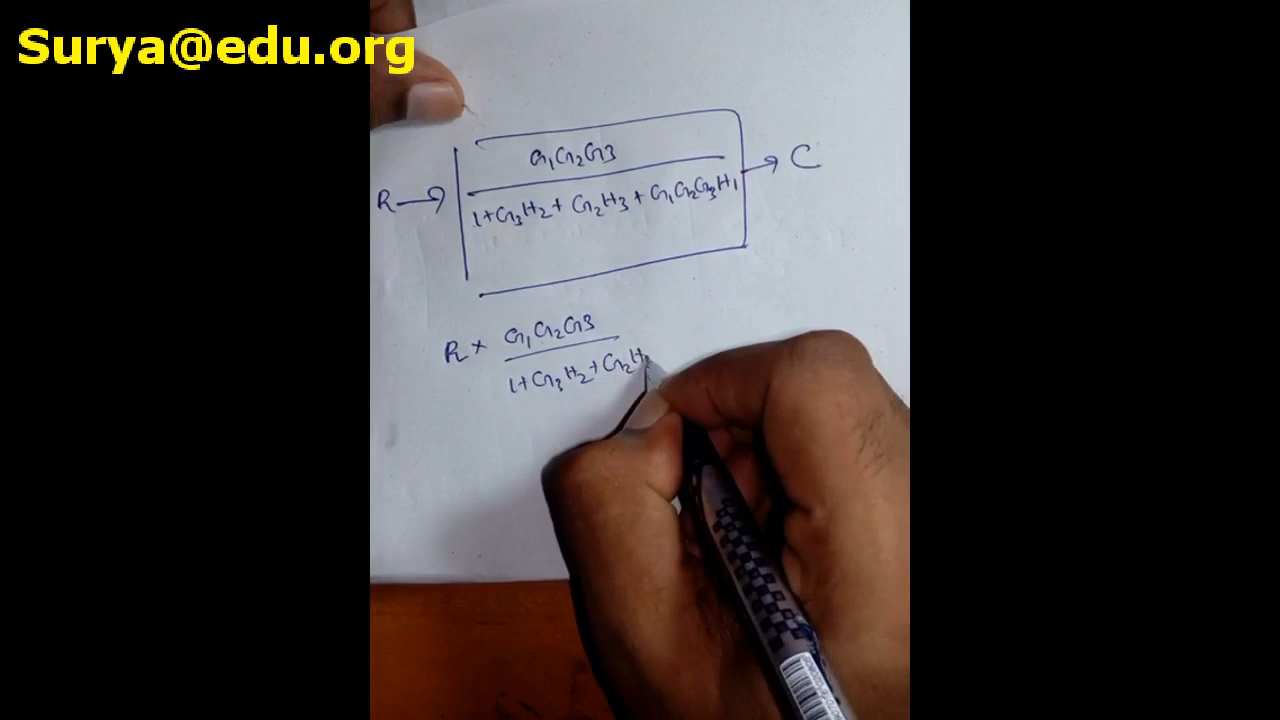 Surya@edu.org
G₁G₂G3
R → → C
1+G₃H₂+ G₂H₃ + G₁G₂G₃H₁
R × G₁G₂G3
1+G₃H₂+G₂H